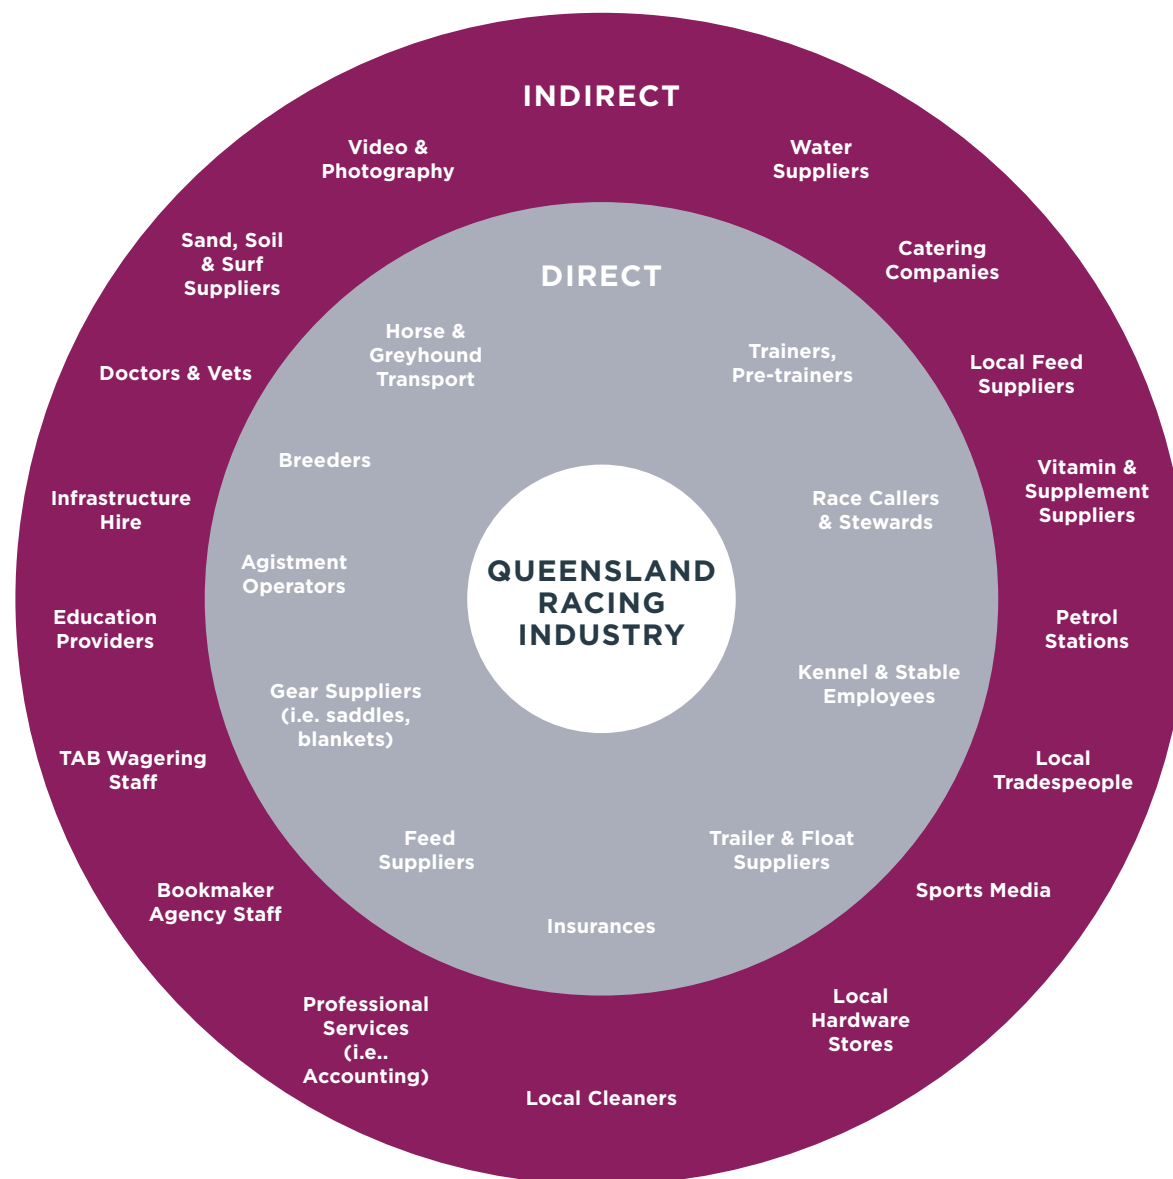 INDIRECT
Video &
Photography
Water
Suppliers
Sand, Soil
& Surf
Suppliers
Catering
Companies
Doctors & Vets
Local Feed
Suppliers
Infrastructure
Hire
Vitamin &
Supplement
Suppliers
Education
Providers
Petrol
Stations
TAB Wagering
Staff
Local
Tradespeople
Bookmaker
Agency Staff
Sports Media
Professional
Services
(i.e..
Accounting)
Local
Hardware
Stores
Local Cleaners
DIRECT
Horse &
Greyhound
Transport
Trainers,
Pre-trainers
Breeders
Race Callers
& Stewards
Agistment
Operators
Kennel & Stable
Employees
Gear Suppliers
(i.e. saddles,
blankets)
Feed
Suppliers
Trailer & Float
Suppliers
Insurances
QUEENSLAND
RACING
INDUSTRY